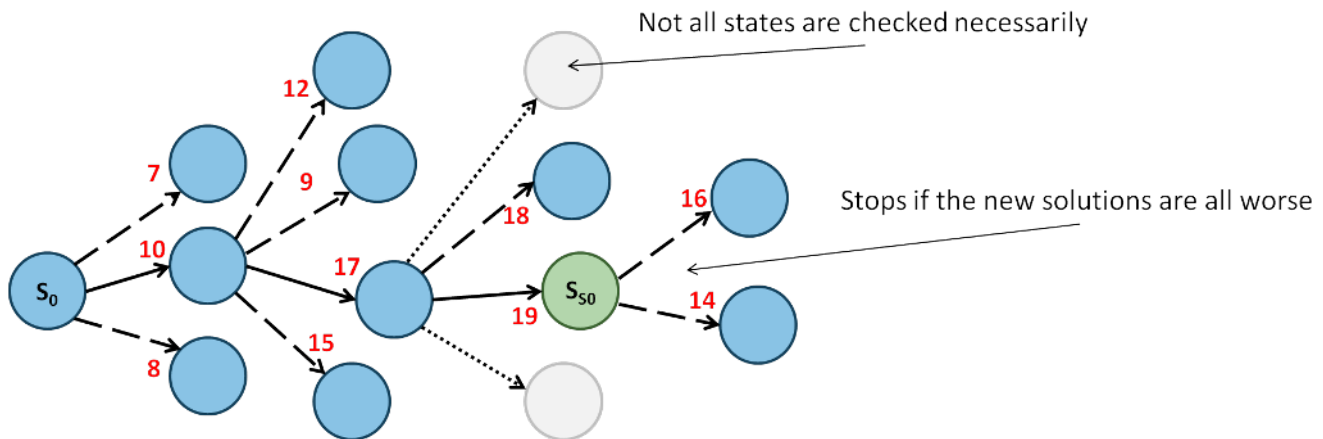 Not all states are checked necessarily
12
7
9
18
16
Stops if the new solutions are all worse
10
17
S₀
Sₛ₀
19
14
15
8